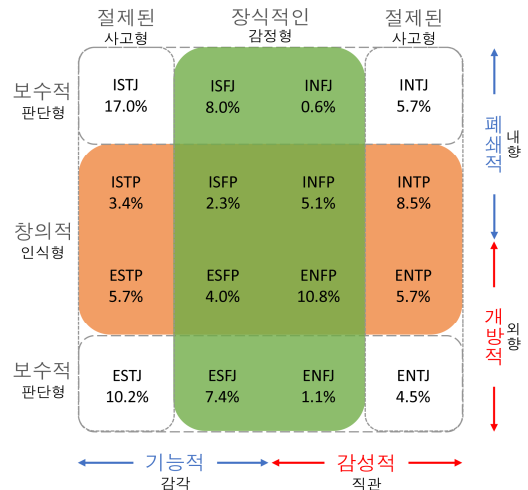 절제된 장식적인 절제된
사고형 감정형 사고형
보수적
판단형
ISTJ ISFJ INFJ INTJ
17.0% 8.0% 0.6% 5.7%
폐쇄적
내향
창의적
인식형
ISTP ISFP INFP INTP
3.4% 2.3% 5.1% 8.5%
ESTP ESFP ENFP ENTP
5.7% 4.0% 10.8% 5.7%
개방적
외향
보수적
판단형
ESTJ ESFJ ENFJ ENTJ
10.2% 7.4% 1.1% 4.5%
기능적 감성적
감각 직관